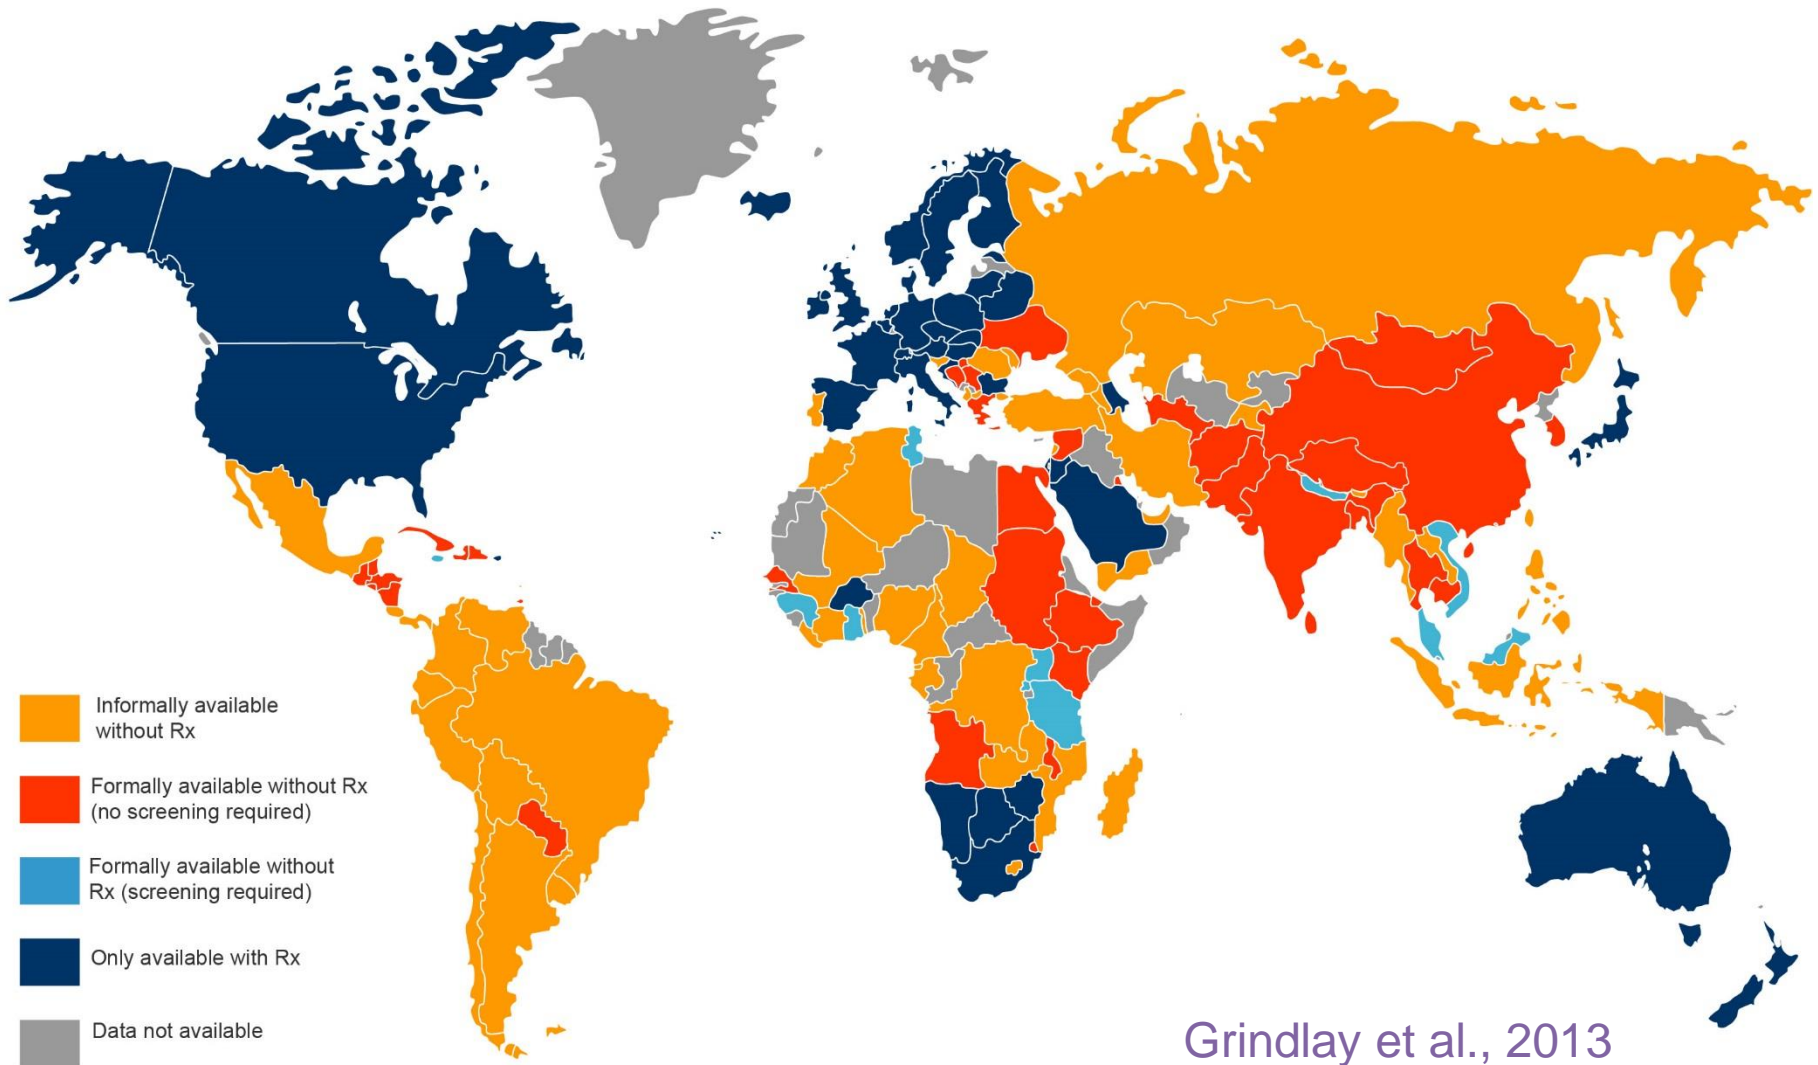 Informally available
without Rx
Formally available without Rx
(no screening required)
Formally available without
Rx (screening required)
Only available with Rx
Data not available
Grindlay et al., 2013